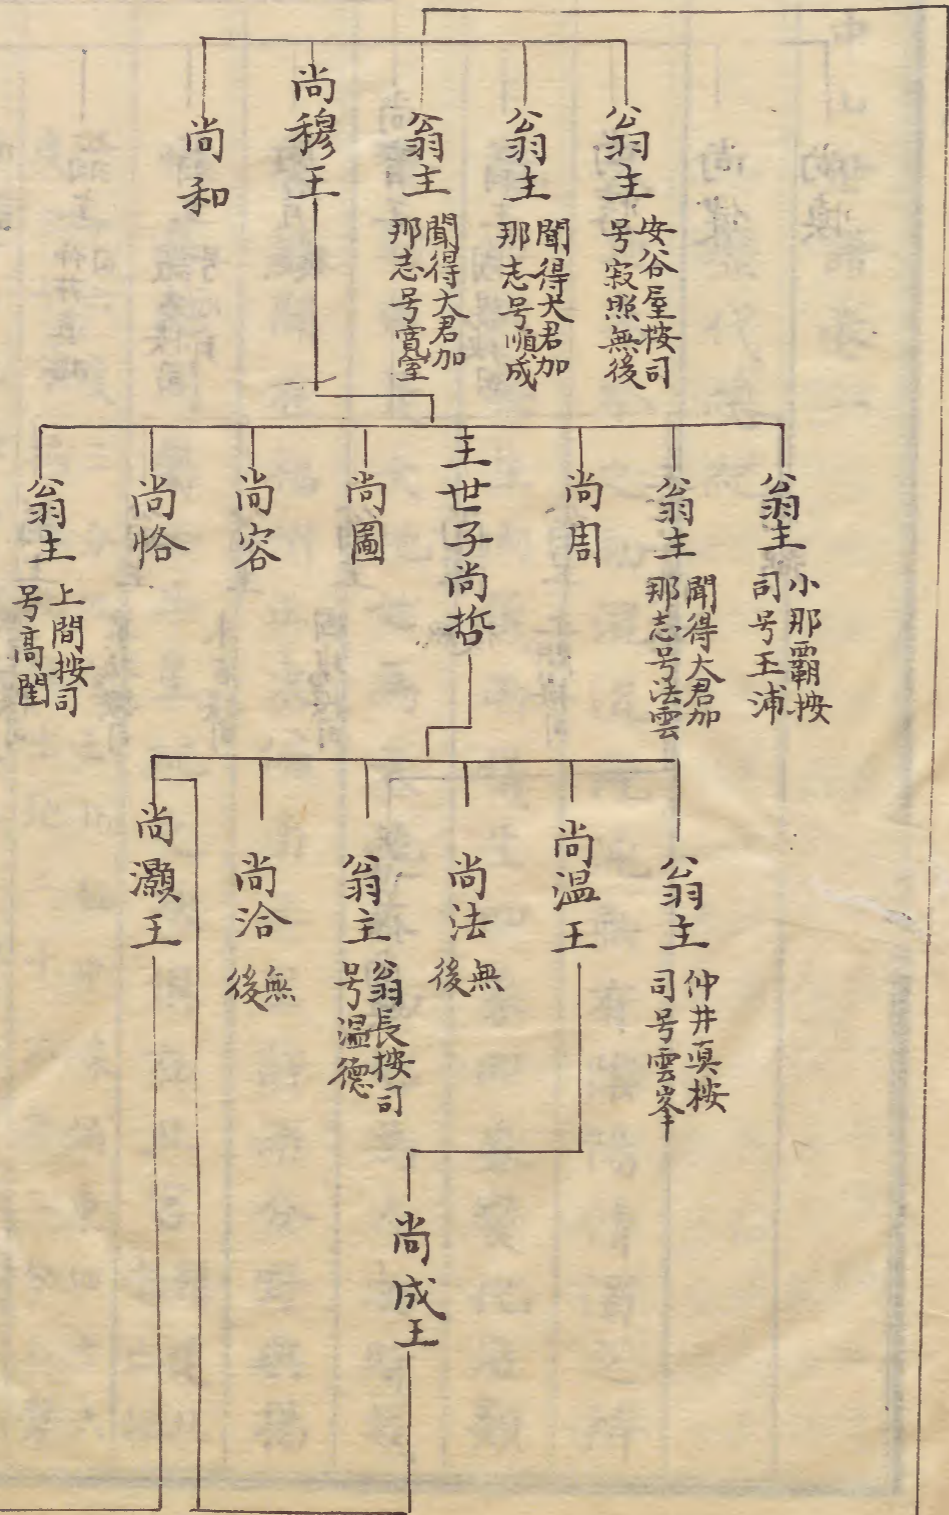 翁主
安谷屋按司
号寂照無後
翁主
聞得大君加
那志号順成
翁主
聞得大君加
那志号寛室
尚穆王
尚和
翁主
小那覇按
司号玉浦
翁主
聞得大君加
那志号法雲
尚周
王世子尚哲
尚圖
尚容
尚恪
翁主
上間按司
号高閨
翁主
仲井真按
司号雲峯
尚温王
尚法
無
後
翁主
翁長按司
号温德
尚洽
無
後
尚灝王
尚成王